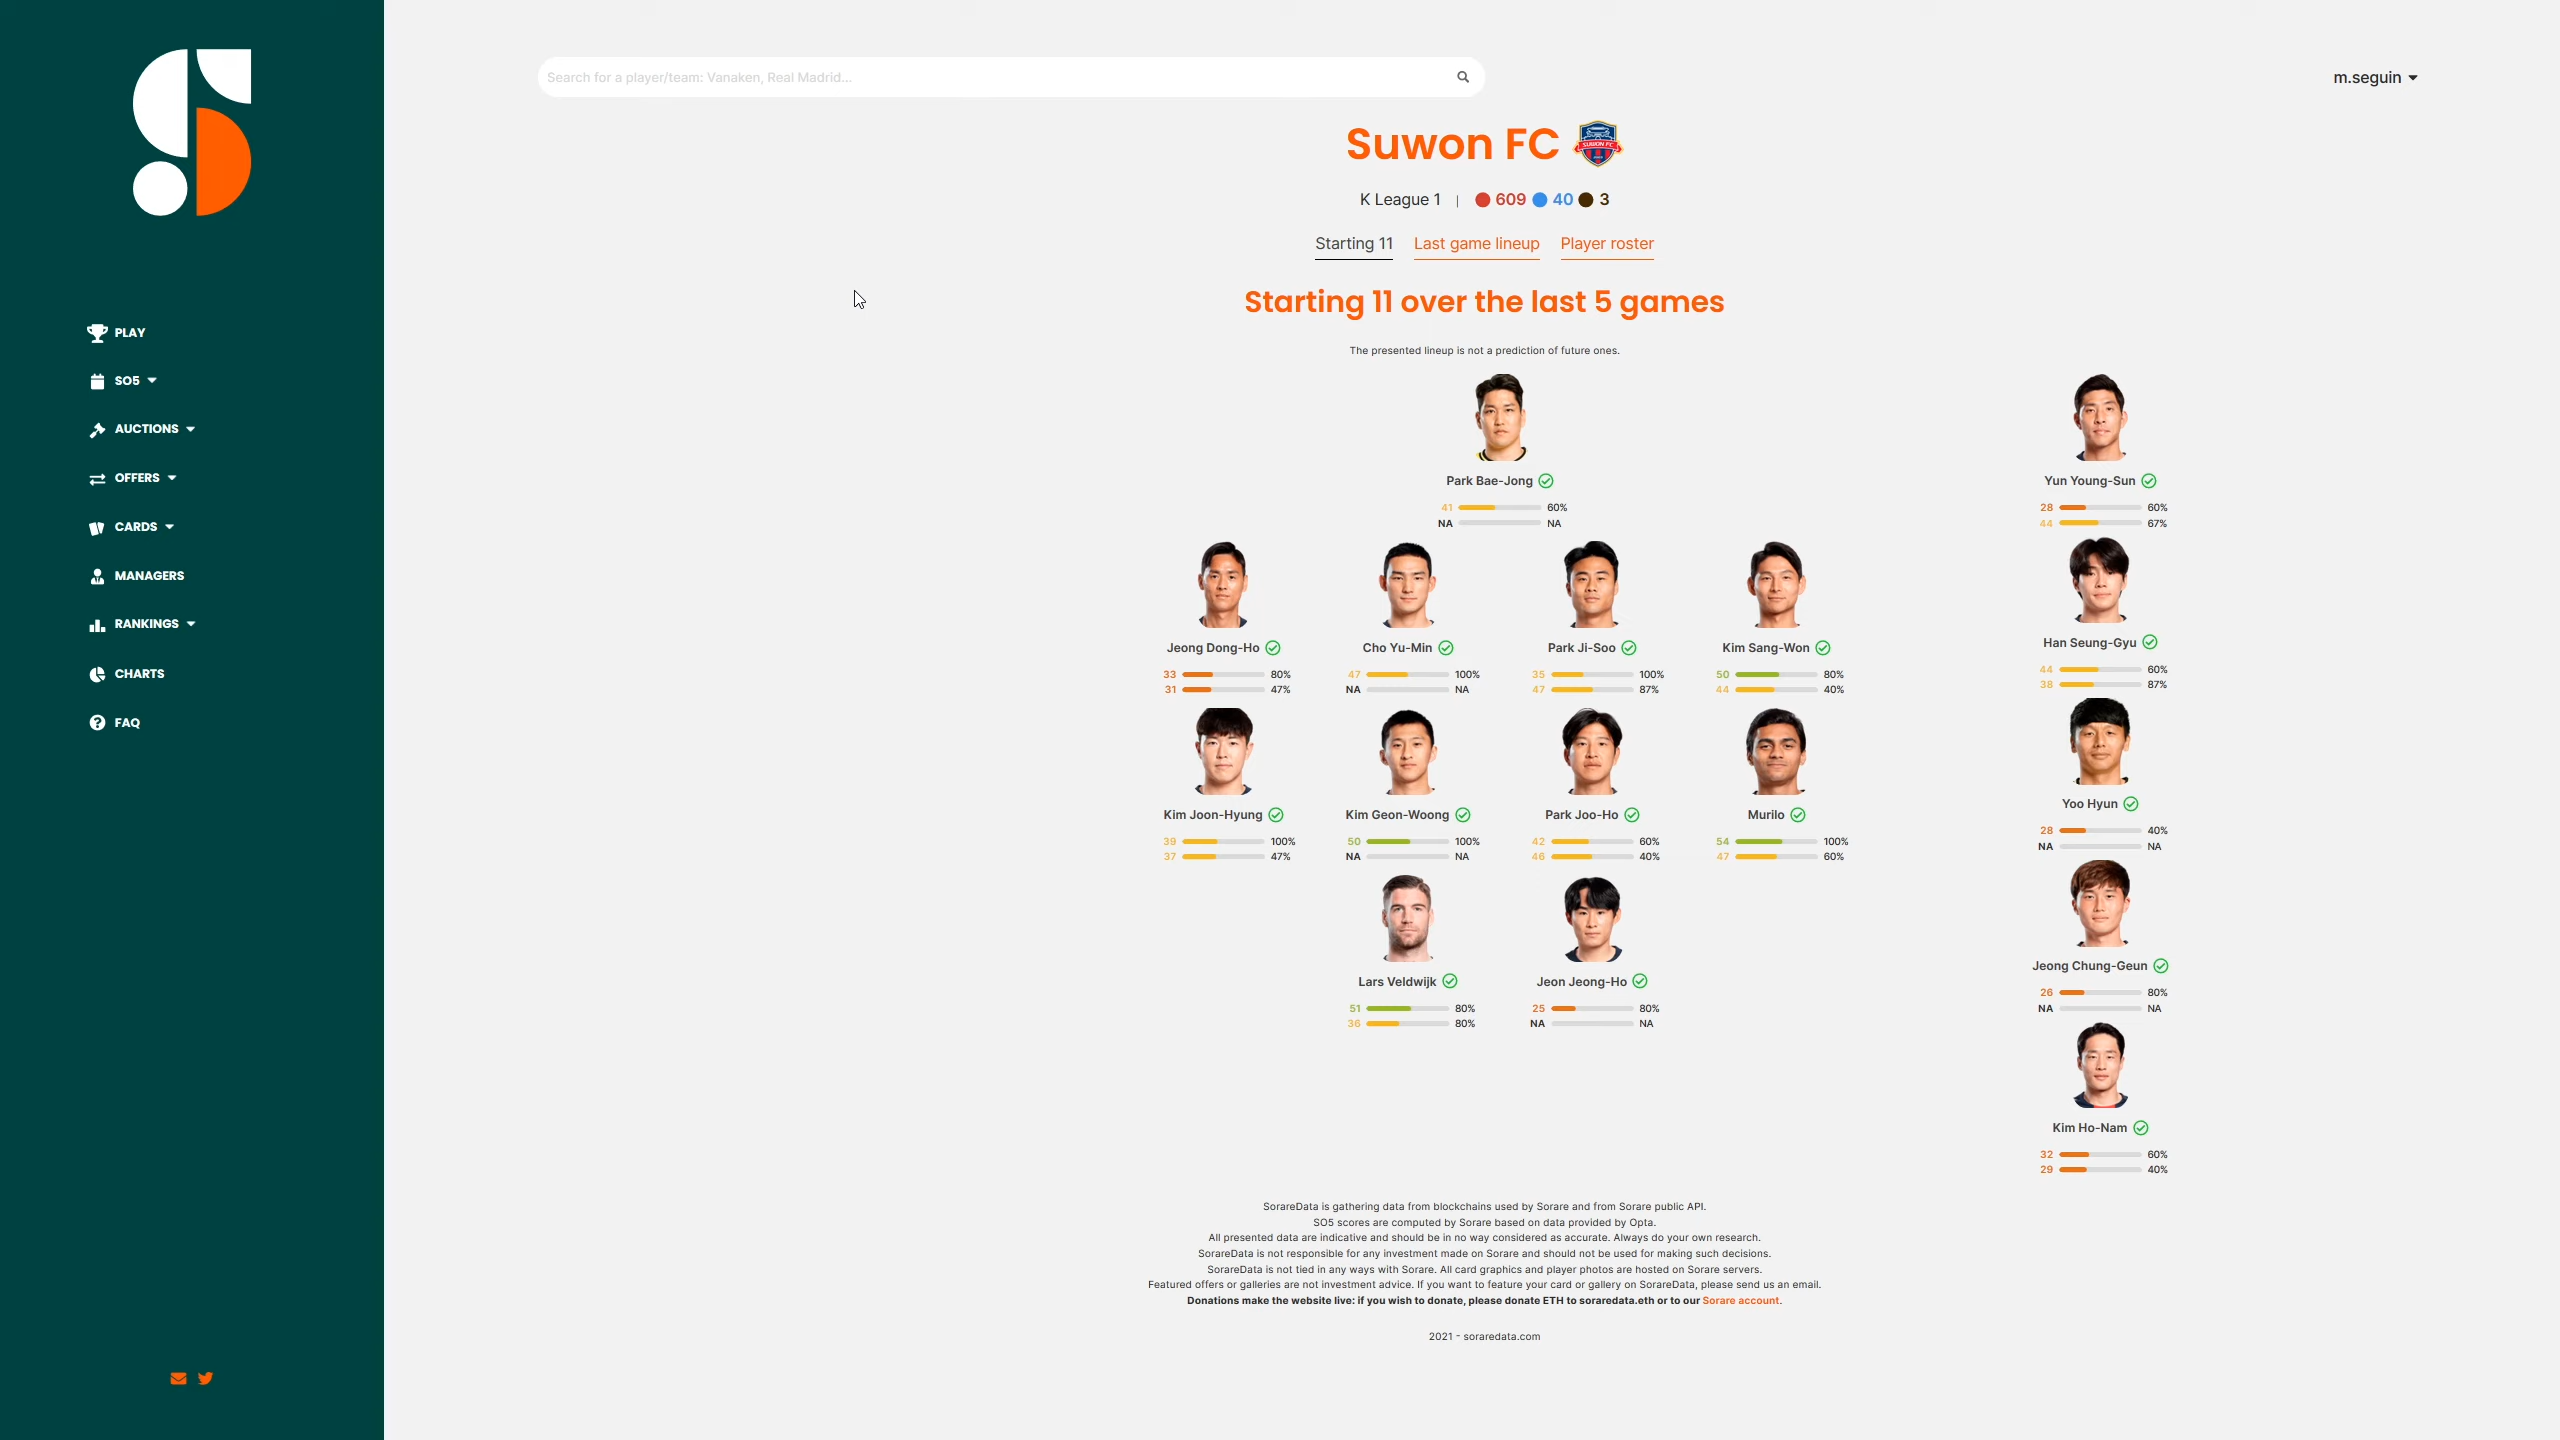 Search for a player/team: Vanaken, Real Madrid...
m.seguin
Suwon FC
SUWON FC
K League 1 | 609 40 3
Starting 11 Last game lineup Player roster
Starting 11 over the last 5 games
The presented lineup is not a prediction of future ones.
PLAY
SO5
AUCTIONS
OFFERS
CARDS
MANAGERS
RANKINGS
CHARTS
FAQ
Park Bae-Jong
41 60%
NA NA
Jeong Dong-Ho
33 80%
31 47%
Cho Yu-Min
47 100%
NA NA
Park Ji-Soo
35 100%
47 87%
Kim Sang-Won
50 80%
44 40%
Kim Joon-Hyung
39 100%
37 47%
Kim Geon-Woong
50 100%
NA NA
Park Joo-Ho
42 60%
46 40%
Murilo
54 100%
47 60%
Lars Veldwijk
51 80%
36 80%
Jeon Jeong-Ho
25 80%
NA NA
Yun Young-Sun
28 60%
44 67%
Han Seung-Gyu
44 60%
38 87%
Yoo Hyun
28 40%
NA NA
Jeong Chung-Geun
26 80%
NA NA
Kim Ho-Nam
32 60%
29 40%
SorareData is gathering data from blockchains used by Sorare and from Sorare public API.
SO5 scores are computed by Sorare based on data provided by Opta.
All presented data are indicative and should be in no way considered as accurate. Always do your own research.
SorareData is not responsible for any investment made on Sorare and should not be used for making such decisions.
SorareData is not tied in any ways with Sorare. All card graphics and player photos are hosted on Sorare servers.
Featured offers or galleries are not investment advice. If you want to feature your card or gallery on SorareData, please send us an email.
Donations make the website live: if you wish to donate, please donate ETH to soraredata.eth or to our Sorare account.
2021 - soraredata.com